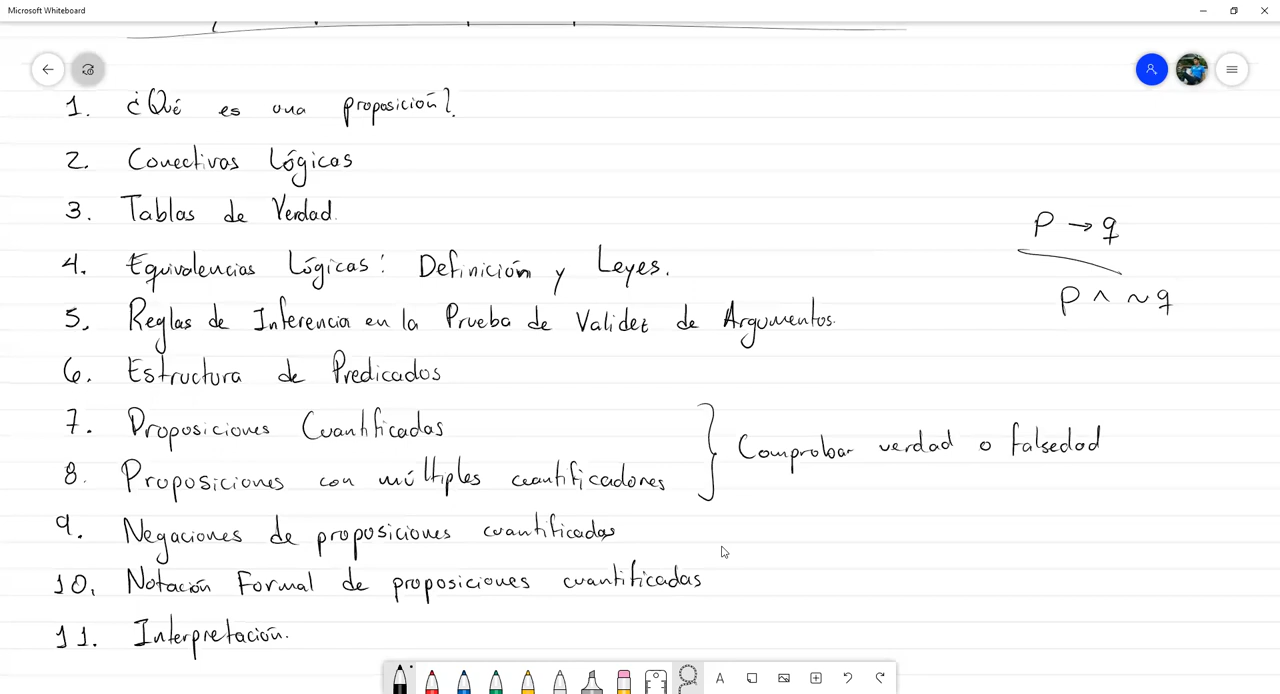 Microsoft Whiteboard
1. ¿Qué es una proposición?.
2. Conectivas Lógicas
3. Tablas de Verdad.
4. Equivalencias Lógicas: Definición y Leyes.
5. Reglas de Inferencia en la Prueba de Validez de Argumentos.
6. Estructura de Predicados
7. Proposiciones Cuantificadas
8. Proposiciones con múltiples cuantificadores
Comprobar verdad o falsedad
9. Negaciones de proposiciones cuantificadas
10. Notación Formal de proposiciones cuantificadas
11. Interpretación.
P → q
P ∧ ~q
A